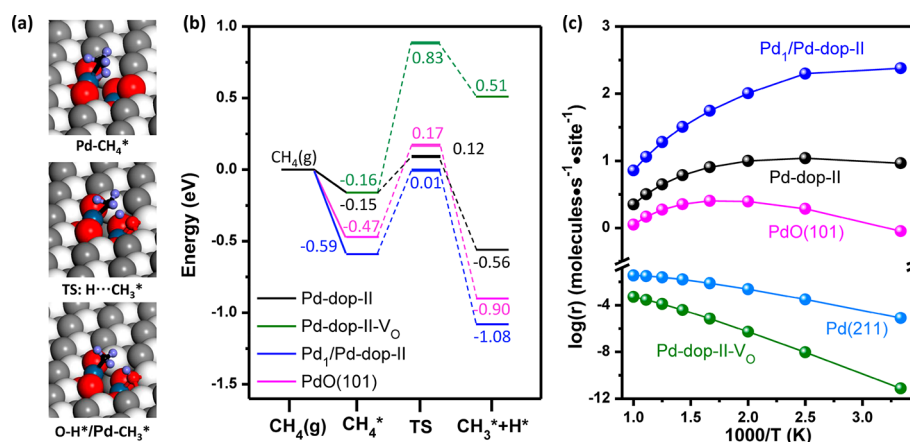 (a)
Pd-CH4*
TS: H···CH3*
O-H*/Pd-CH3*
(b)
Energy (eV)
1.0
0.5
0.0
-0.5
-1.0
-1.5
CH4(g)
-0.16
-0.15
-0.47
-0.59
0.83
0.17
0.12
0.01
0.51
-0.56
-0.90
-1.08
Pd-dop-II
Pd-dop-II-VO
Pd1/Pd-dop-II
PdO(101)
CH4(g) CH4* TS CH3*+H*
(c)
log(r) (molecules•s-1•site-1)
3
2
1
0
-4
-8
-12
Pd1/Pd-dop-II
Pd-dop-II
PdO(101)
Pd(211)
Pd-dop-II-VO
1.0 1.5 2.0 2.5 3.0
1000/T (K)